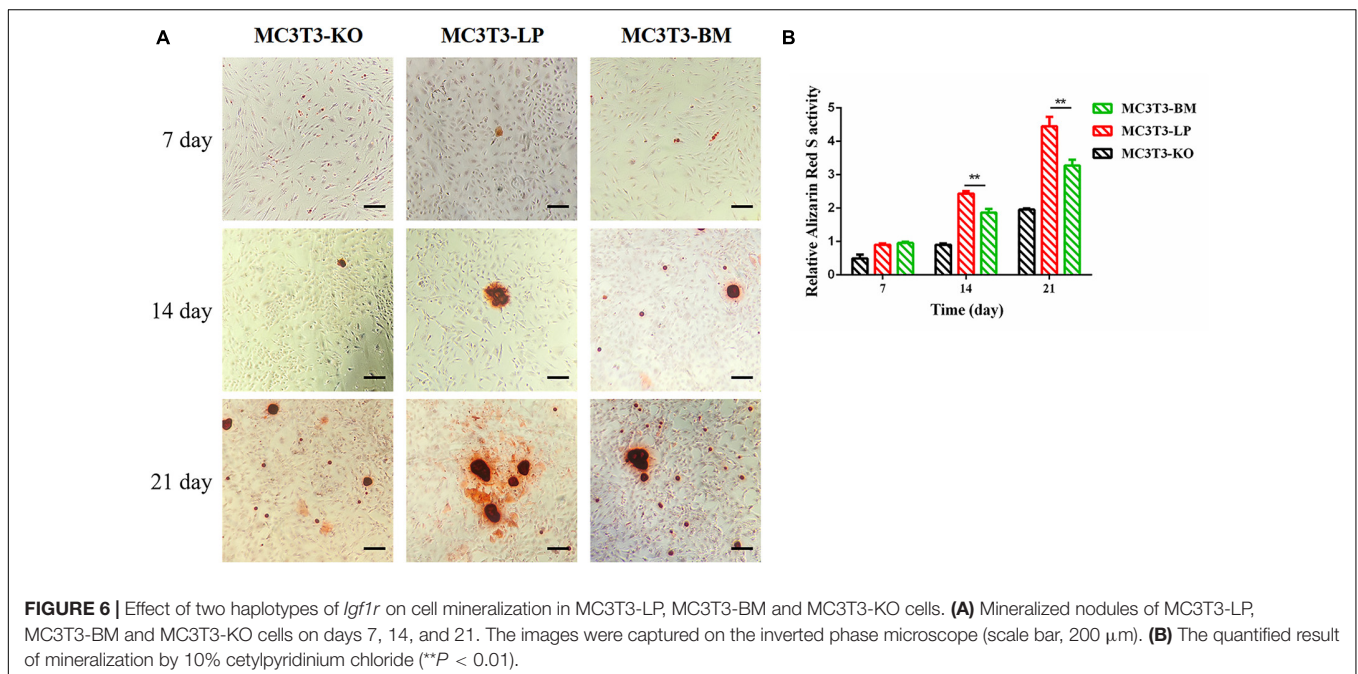 A
MC3T3-KO
MC3T3-LP
MC3T3-BM
7 day
14 day
21 day
B
Relative Alizarin Red S activity
5
4
3
2
1
0
**
**
7
14
21
Time (day)
MC3T3-BM
MC3T3-LP
MC3T3-KO
FIGURE 6 | Effect of two haplotypes of Igf1r on cell mineralization in MC3T3-LP, MC3T3-BM and MC3T3-KO cells. (A) Mineralized nodules of MC3T3-LP,
MC3T3-BM and MC3T3-KO cells on days 7, 14, and 21. The images were captured on the inverted phase microscope (scale bar, 200 μm). (B) The quantified result
of mineralization by 10% cetylpyridinium chloride (**P < 0.01).